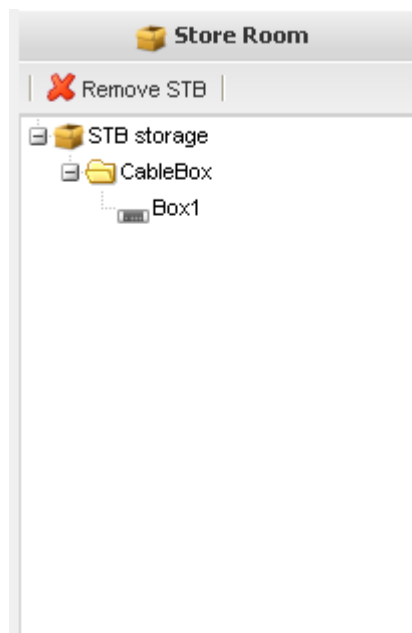 Store Room
Remove STB
STB storage
CableBox
Box1